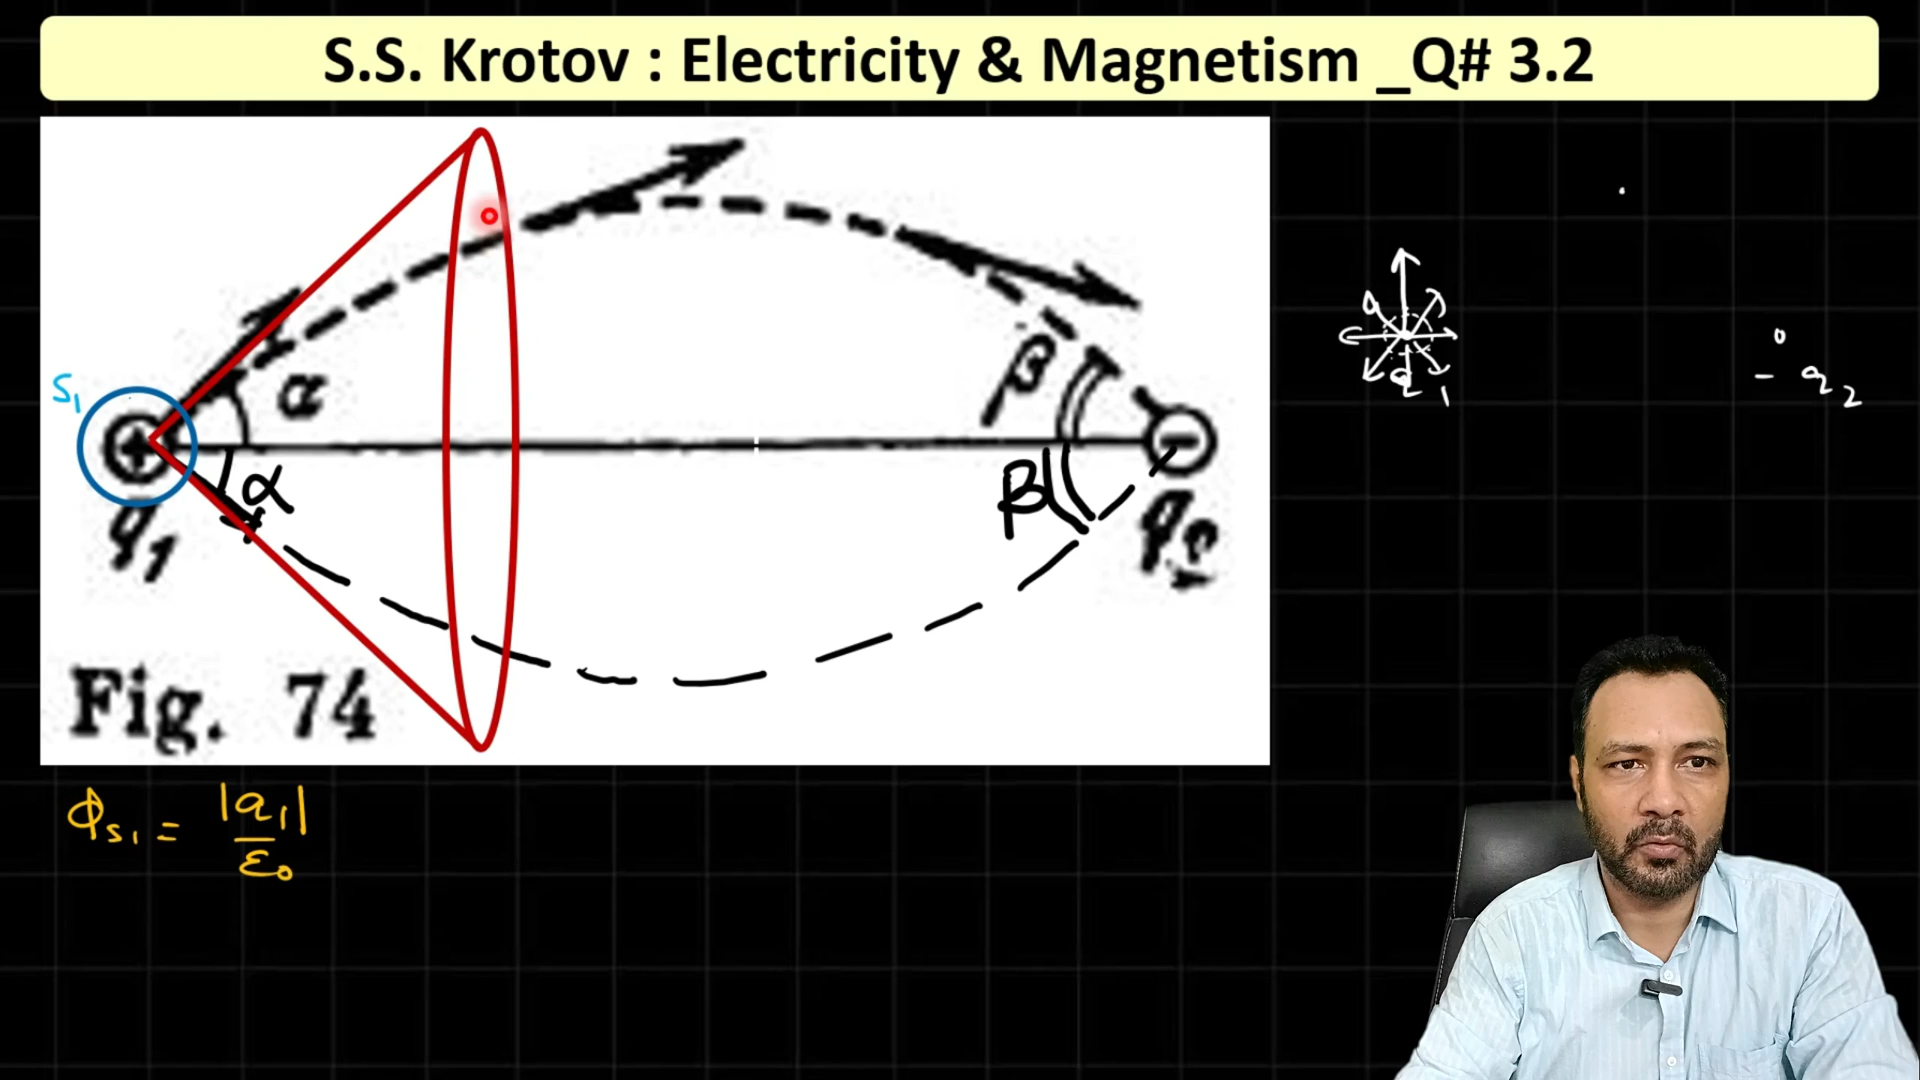 S.S. Krotov : Electricity & Magnetism _Q# 3.2
S₁
α
β
α
β
+
−
q₁
q₂
Fig. 74
q₁
− q₂
ϕs₁ = |q₁| / ε₀